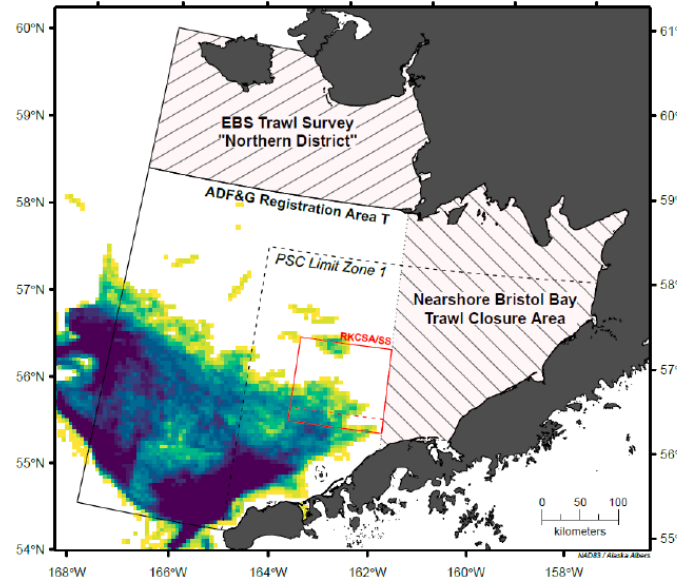 60°N
59°N
58°N
57°N
56°N
55°N
54°N
61°N
60°N
59°N
58°N
57°N
56°N
55°N
EBS Trawl Survey
"Northern District"
ADF&G Registration Area T
PSC Limit Zone 1
Nearshore Bristol Bay
Trawl Closure Area
RKCSA/SS
0 50 100
kilometers
NAD83 / Alaska Albers
168°W 166°W 164°W 162°W 160°W 158°W